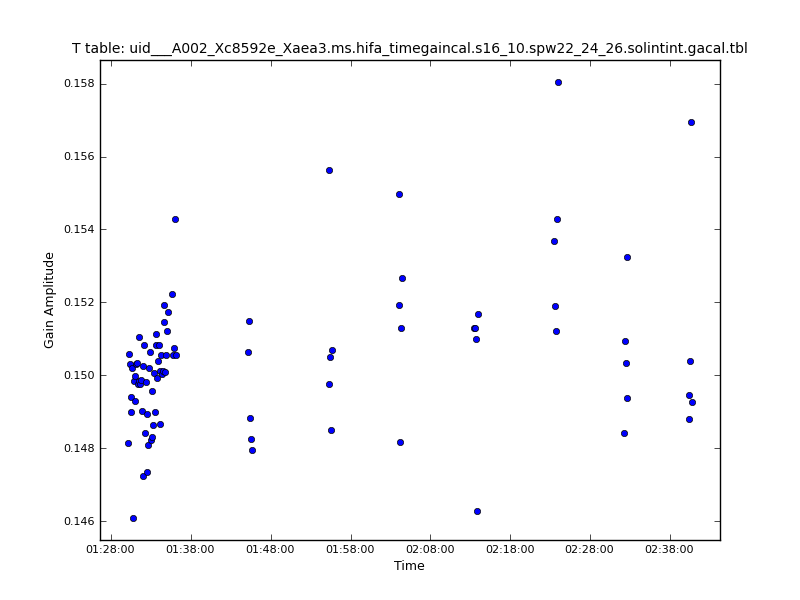 T table: uid___A002_Xc8592e_Xaea3.ms.hifa_timegaincal.s16_10.spw22_24_26.solintint.gacal.tbl
0.158
0.156
0.154
0.152
0.150
0.148
0.146
Gain Amplitude
01:28:00 01:38:00 01:48:00 01:58:00 02:08:00 02:18:00 02:28:00 02:38:00
Time